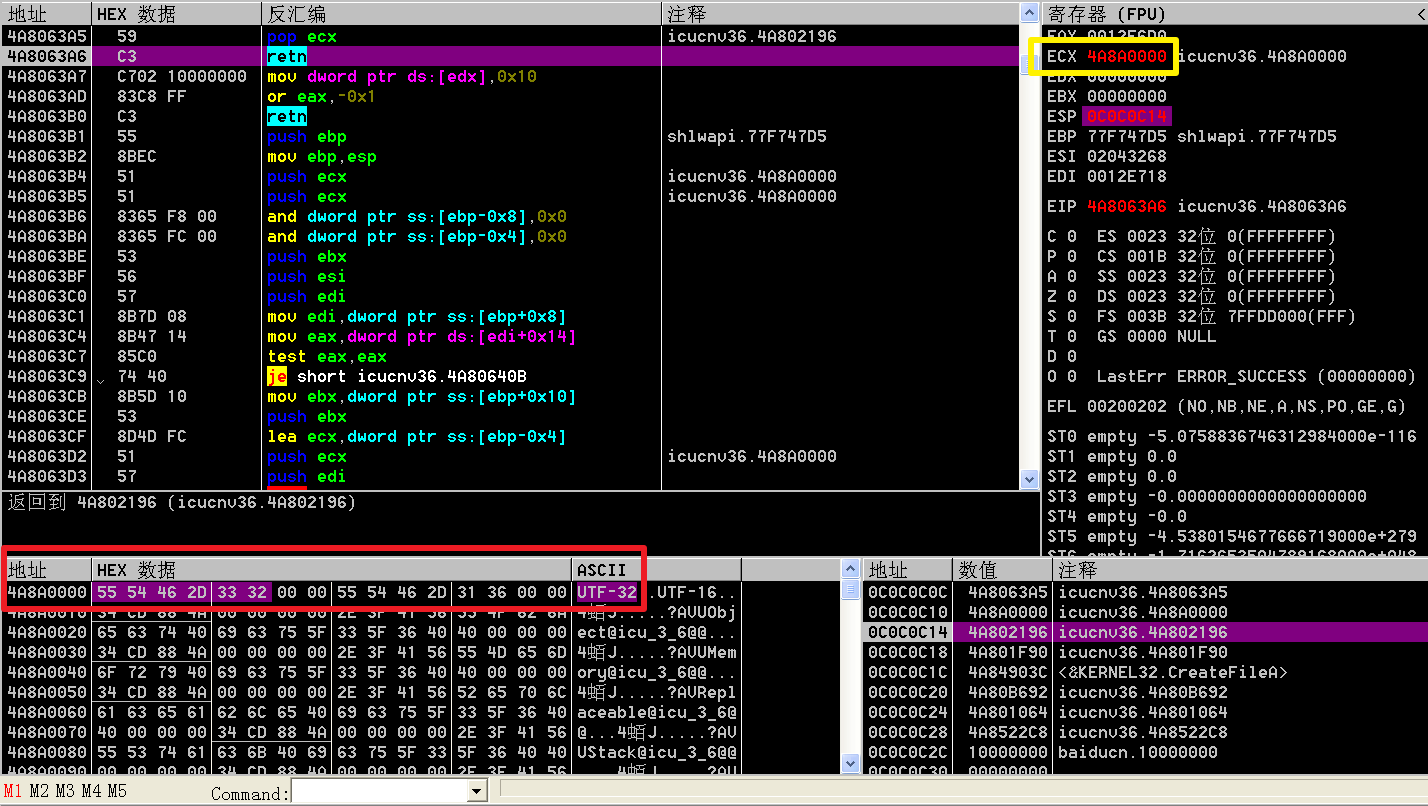 地址 HEX 数据 反汇编 注释
4A8063A5 59 pop ecx icucnv36.4A802196
4A8063A6 C3 retn
4A8063A7 C702 10000000 mov dword ptr ds:[edx],0x10
4A8063AD 83C8 FF or eax,-0x1
4A8063B0 C3 retn
4A8063B1 55 push ebp shlwapi.77F747D5
4A8063B2 8BEC mov ebp,esp
4A8063B4 51 push ecx icucnv36.4A8A0000
4A8063B5 51 push ecx icucnv36.4A8A0000
4A8063B6 8365 F8 00 and dword ptr ss:[ebp-0x8],0x0
4A8063BA 8365 FC 00 and dword ptr ss:[ebp-0x4],0x0
4A8063BE 53 push ebx
4A8063BF 56 push esi
4A8063C0 57 push edi
4A8063C1 8B7D 08 mov edi,dword ptr ss:[ebp+0x8]
4A8063C4 8B47 14 mov eax,dword ptr ds:[edi+0x14]
4A8063C7 85C0 test eax,eax
4A8063C9 74 40 je short icucnv36.4A80640B
4A8063CB 8B5D 10 mov ebx,dword ptr ss:[ebp+0x10]
4A8063CE 53 push ebx
4A8063CF 8D4D FC lea ecx,dword ptr ss:[ebp-0x4]
4A8063D2 51 push ecx icucnv36.4A8A0000
4A8063D3 57 push edi
返回到 4A802196 (icucnv36.4A802196)
寄存器 (FPU) <
EAX 0012E6D0
ECX 4A8A0000 icucnv36.4A8A0000
EDX 00000000
EBX 00000000
ESP 0C0C0C14
EBP 77F747D5 shlwapi.77F747D5
ESI 02043268
EDI 0012E718
EIP 4A8063A6 icucnv36.4A8063A6
C 0 ES 0023 32位 0(FFFFFFFF)
P 0 CS 001B 32位 0(FFFFFFFF)
A 0 SS 0023 32位 0(FFFFFFFF)
Z 0 DS 0023 32位 0(FFFFFFFF)
S 0 FS 003B 32位 7FFDD000(FFF)
T 0 GS 0000 NULL
D 0
O 0 LastErr ERROR_SUCCESS (00000000)
EFL 00200202 (NO,NB,NE,A,NS,PO,GE,G)
ST0 empty -5.0758836746312984000e-116
ST1 empty 0.0
ST2 empty 0.0
ST3 empty -0.0000000000000000000
ST4 empty -0.0
ST5 empty -4.5380154677666719000e+279
地址 HEX 数据 ASCII
4A8A0000 55 54 46 2D 33 32 00 00 55 54 46 2D 31 36 00 00 UTF-32..UTF-16..
4A8A0010 34 CD 88 4A 00 00 00 00 2E 3F 41 56 55 4F 62 6A 4蛨J.....?AVUObj
4A8A0020 65 63 74 40 69 63 75 5F 33 5F 36 40 40 00 00 00 ect@icu_3_6@@...
4A8A0030 34 CD 88 4A 00 00 00 00 2E 3F 41 56 55 4D 65 6D 4蛨J.....?AVUMem
4A8A0040 6F 72 79 40 69 63 75 5F 33 5F 36 40 40 00 00 00 ory@icu_3_6@@...
4A8A0050 34 CD 88 4A 00 00 00 00 2E 3F 41 56 52 65 70 6C 4蛨J.....?AVRepl
4A8A0060 61 63 65 61 62 6C 65 40 69 63 75 5F 33 5F 36 40 aceable@icu_3_6@
4A8A0070 40 00 00 00 34 CD 88 4A 00 00 00 00 2E 3F 41 56 @...4蛨J.....?AV
4A8A0080 55 53 74 61 63 6B 40 69 63 75 5F 33 5F 36 40 40 UStack@icu_3_6@@
4A8A0090 00 00 00 00 34 CD 88 4A 00 00 00 00 2E 3F 41 56 ....4蛨J.....?AV
地址 数值 注释
0C0C0C0C 4A8063A5 icucnv36.4A8063A5
0C0C0C10 4A8A0000 icucnv36.4A8A0000
0C0C0C14 4A802196 icucnv36.4A802196
0C0C0C18 4A801F90 icucnv36.4A801F90
0C0C0C1C 4A84903C <&KERNEL32.CreateFileA>
0C0C0C20 4A80B692 icucnv36.4A80B692
0C0C0C24 4A801064 icucnv36.4A801064
0C0C0C28 4A8522C8 icucnv36.4A8522C8
0C0C0C2C 10000000 baiducn.10000000
0C0C0C30 00000000
M1 M2 M3 M4 M5 Command: